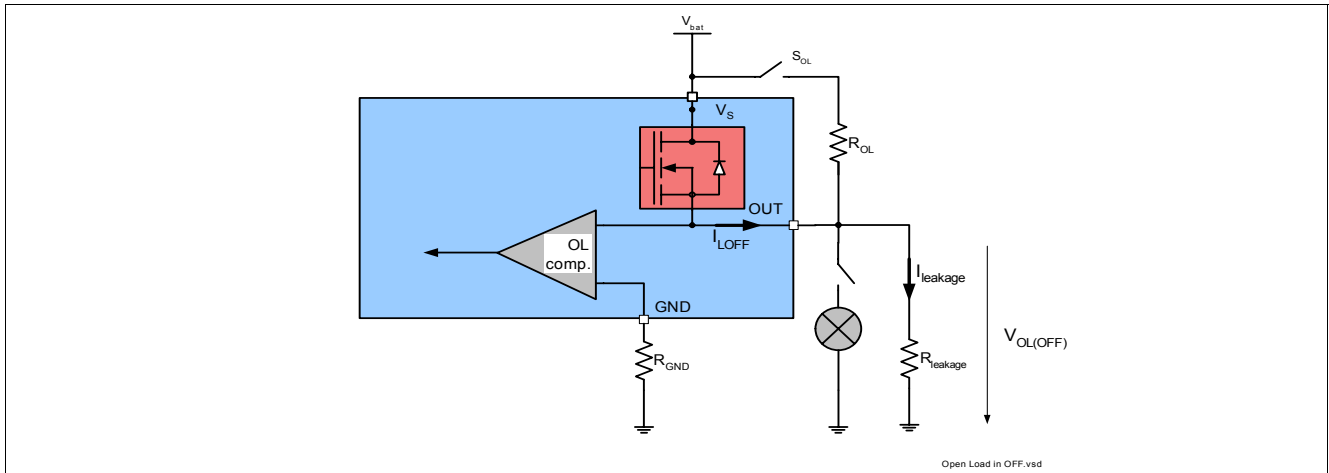 Vbat
SOL
VS
ROL
OUT
ILOFF
OL
comp.
Ileakage
GND
VOL(OFF)
RGND
Rleakage
Open Load in OFF.vsd